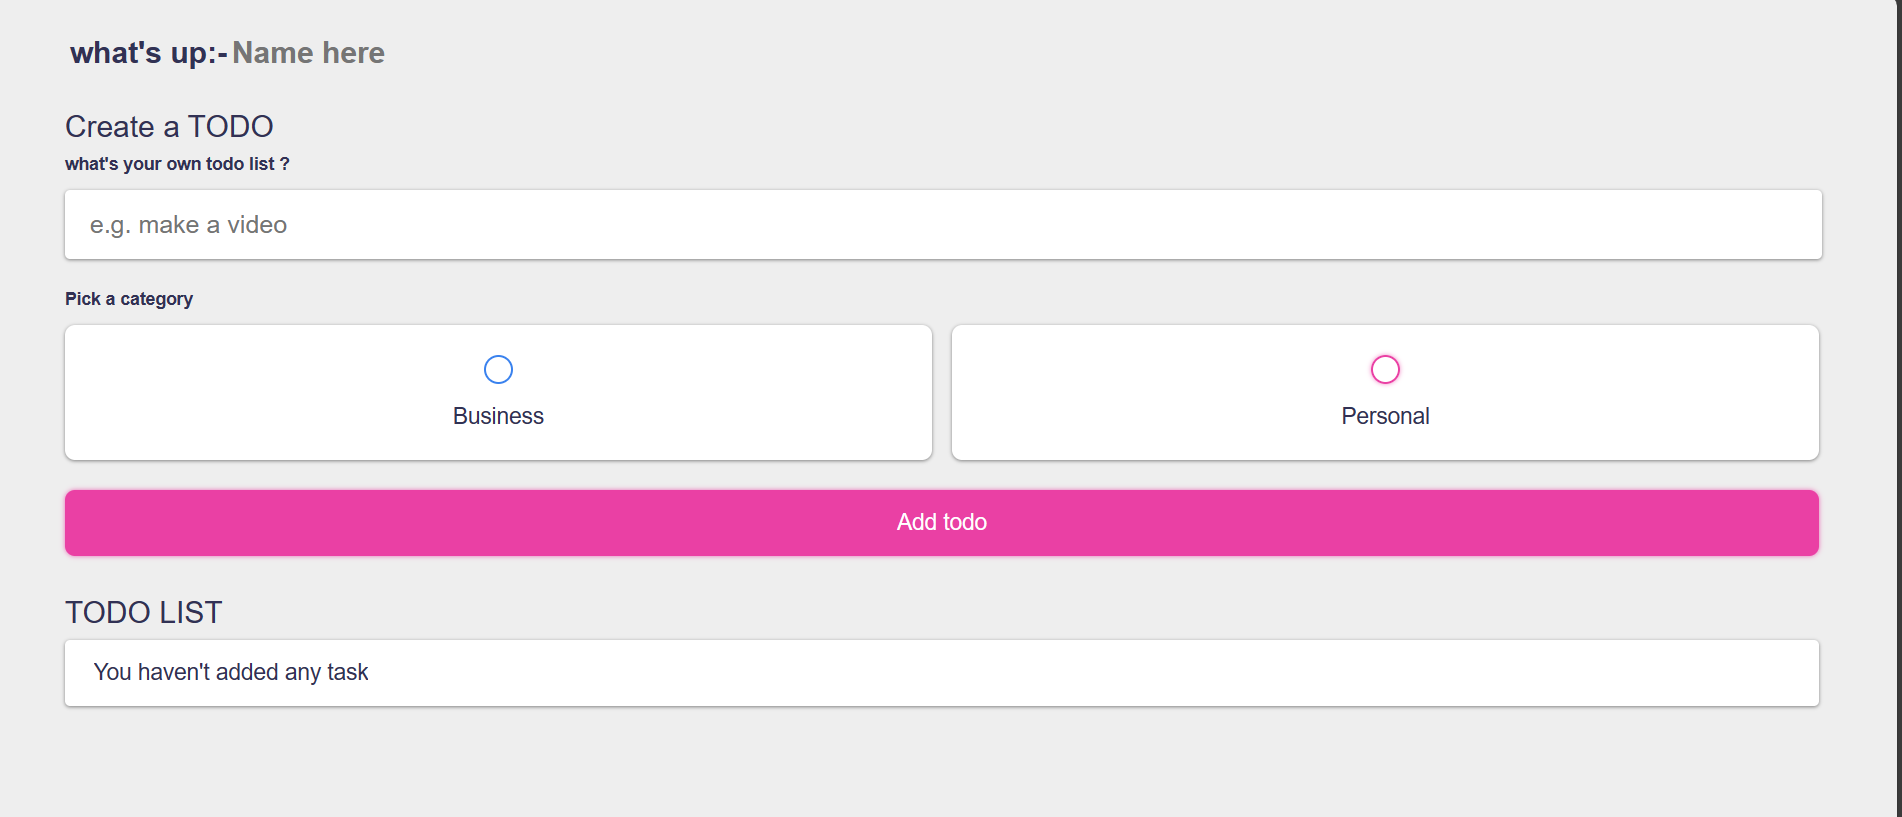 what's up:- Name here
Create a TODO
what's your own todo list ?
e.g. make a video
Pick a category
Business
Personal
Add todo
TODO LIST
You haven't added any task